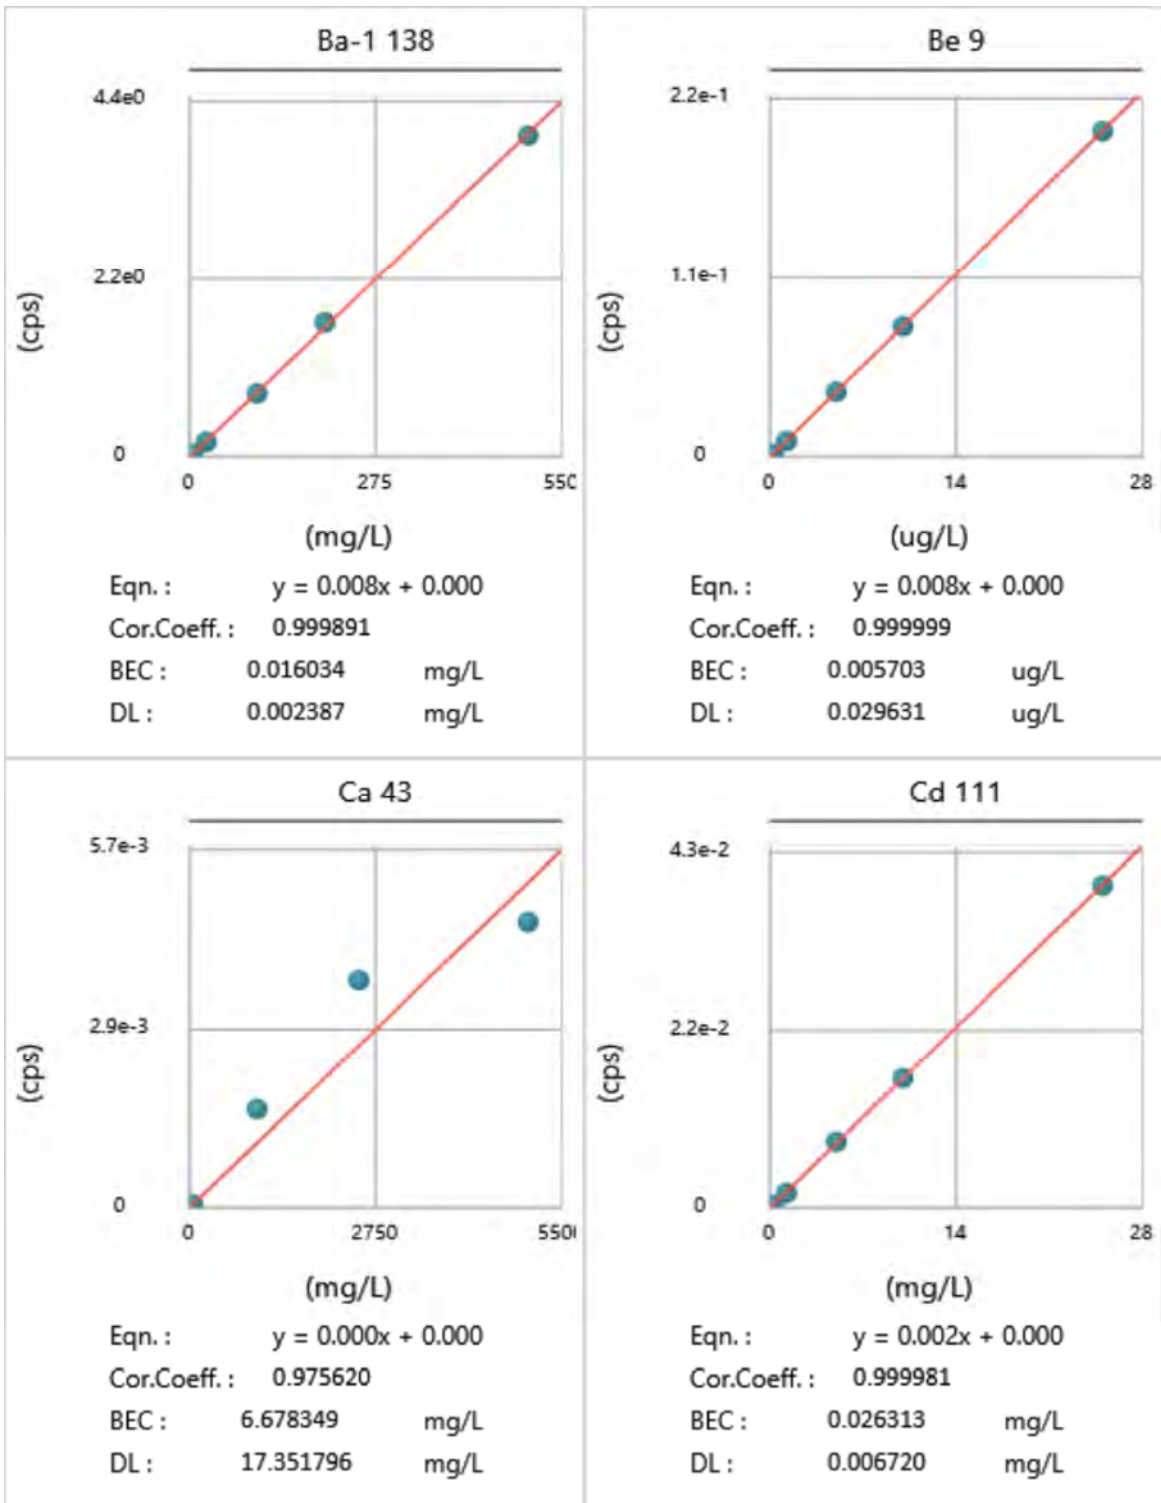 Ba-1 138
4.4e0
2.2e0
0
(cps)
0 275 550
(mg/L)
Eqn. : y = 0.008x + 0.000
Cor.Coeff. : 0.999891
BEC : 0.016034 mg/L
DL : 0.002387 mg/L
Be 9
2.2e-1
1.1e-1
0
(cps)
0 14 28
(ug/L)
Eqn. : y = 0.008x + 0.000
Cor.Coeff. : 0.999999
BEC : 0.005703 ug/L
DL : 0.029631 ug/L
Ca 43
5.7e-3
2.9e-3
0
(cps)
0 2750 550
(mg/L)
Eqn. : y = 0.000x + 0.000
Cor.Coeff. : 0.975620
BEC : 6.678349 mg/L
DL : 17.351796 mg/L
Cd 111
4.3e-2
2.2e-2
0
(cps)
0 14 28
(mg/L)
Eqn. : y = 0.002x + 0.000
Cor.Coeff. : 0.999981
BEC : 0.026313 mg/L
DL : 0.006720 mg/L